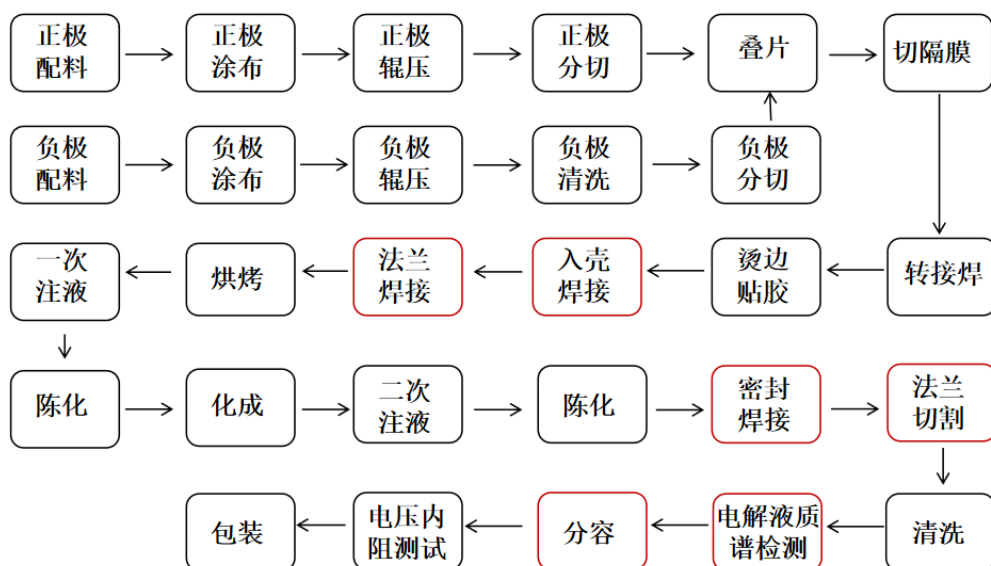 正极
配料
正极
涂布
正极
辊压
正极
分切
叠片
切隔膜
负极
配料
负极
涂布
负极
辊压
负极
清洗
负极
分切
一次
注液
烘烤
法兰
焊接
入壳
焊接
烫边
贴胶
转接焊
陈化
化成
二次
注液
陈化
密封
焊接
法兰
切割
包装
电压内
阻测试
分容
电解液质
谱检测
清洗